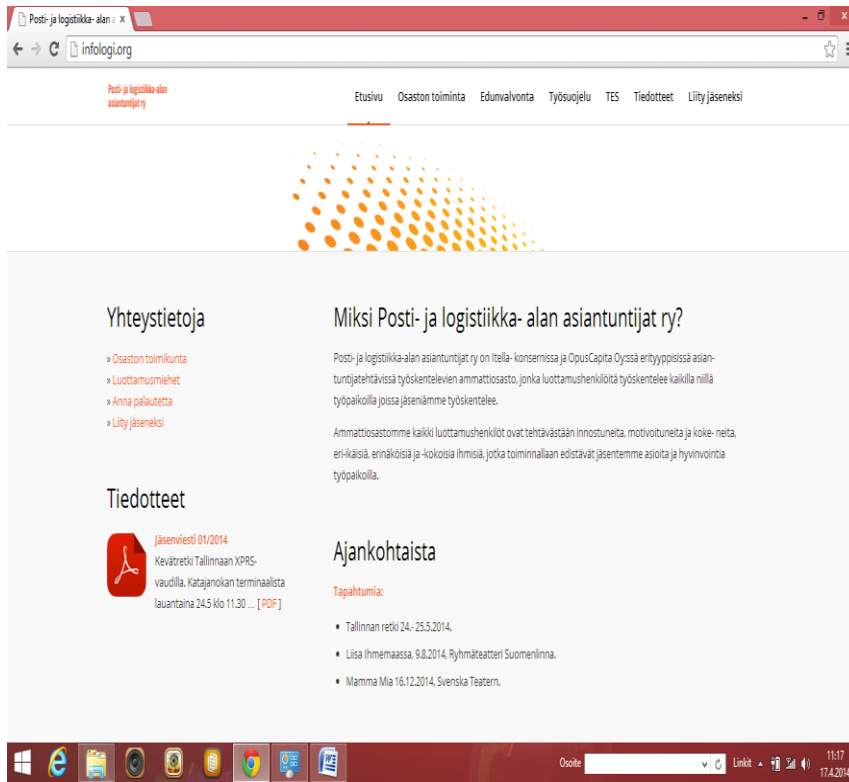 Posti- ja logistiikka- alan a
infologi.org
Posti- ja logistiikka-alan
asiantuntijat ry
Etusivu Osaston toiminta Edunvalvonta Työsuojelu TES Tiedotteet Liity jäseneksi
Yhteystietoja
» Osaston toimikunta
» Luottamusmiehet
» Anna palautetta
» Liity jäseneksi
Tiedotteet
Jäsenviesti 01/2014
Kevätretki Tallinnaan XPRS-
vaudilla. Katajanokan terminaalista
lauantaina 24.5 klo 11.30 ... [ PDF ]
Miksi Posti- ja logistiikka- alan asiantuntijat ry?
Posti- ja logistiikka-alan asiantuntijat ry on Itella- konsernissa ja OpusCapita Oy:ssä erityyppisissä asian-
tuntijatehtävissä työskentelevien ammattiosasto, jonka luottamushenkilöitä työskentelee kaikilla niillä
työpaikoilla joissa jäseniämme työskentelee.
Ammattiosastomme kaikki luottamushenkilöt ovat tehtävästään innostuneita, motivoituneita ja koke- neita,
eri-ikäisiä, erinäköisiä ja -kokoisia ihmisiä, jotka toiminnallaan edistävät jäsentemme asioita ja hyvinvointia
työpaikoilla.
Ajankohtaista
Tapahtumia:
• Tallinnan retki 24.- 25.5.2014.
• Liisa Ihmemaassa, 9.8.2014, Ryhmäteatteri Suomenlinna.
• Mamma Mia 16.12.2014, Svenska Teatern.
Osoite
Linkit
11:17
17.4.2014